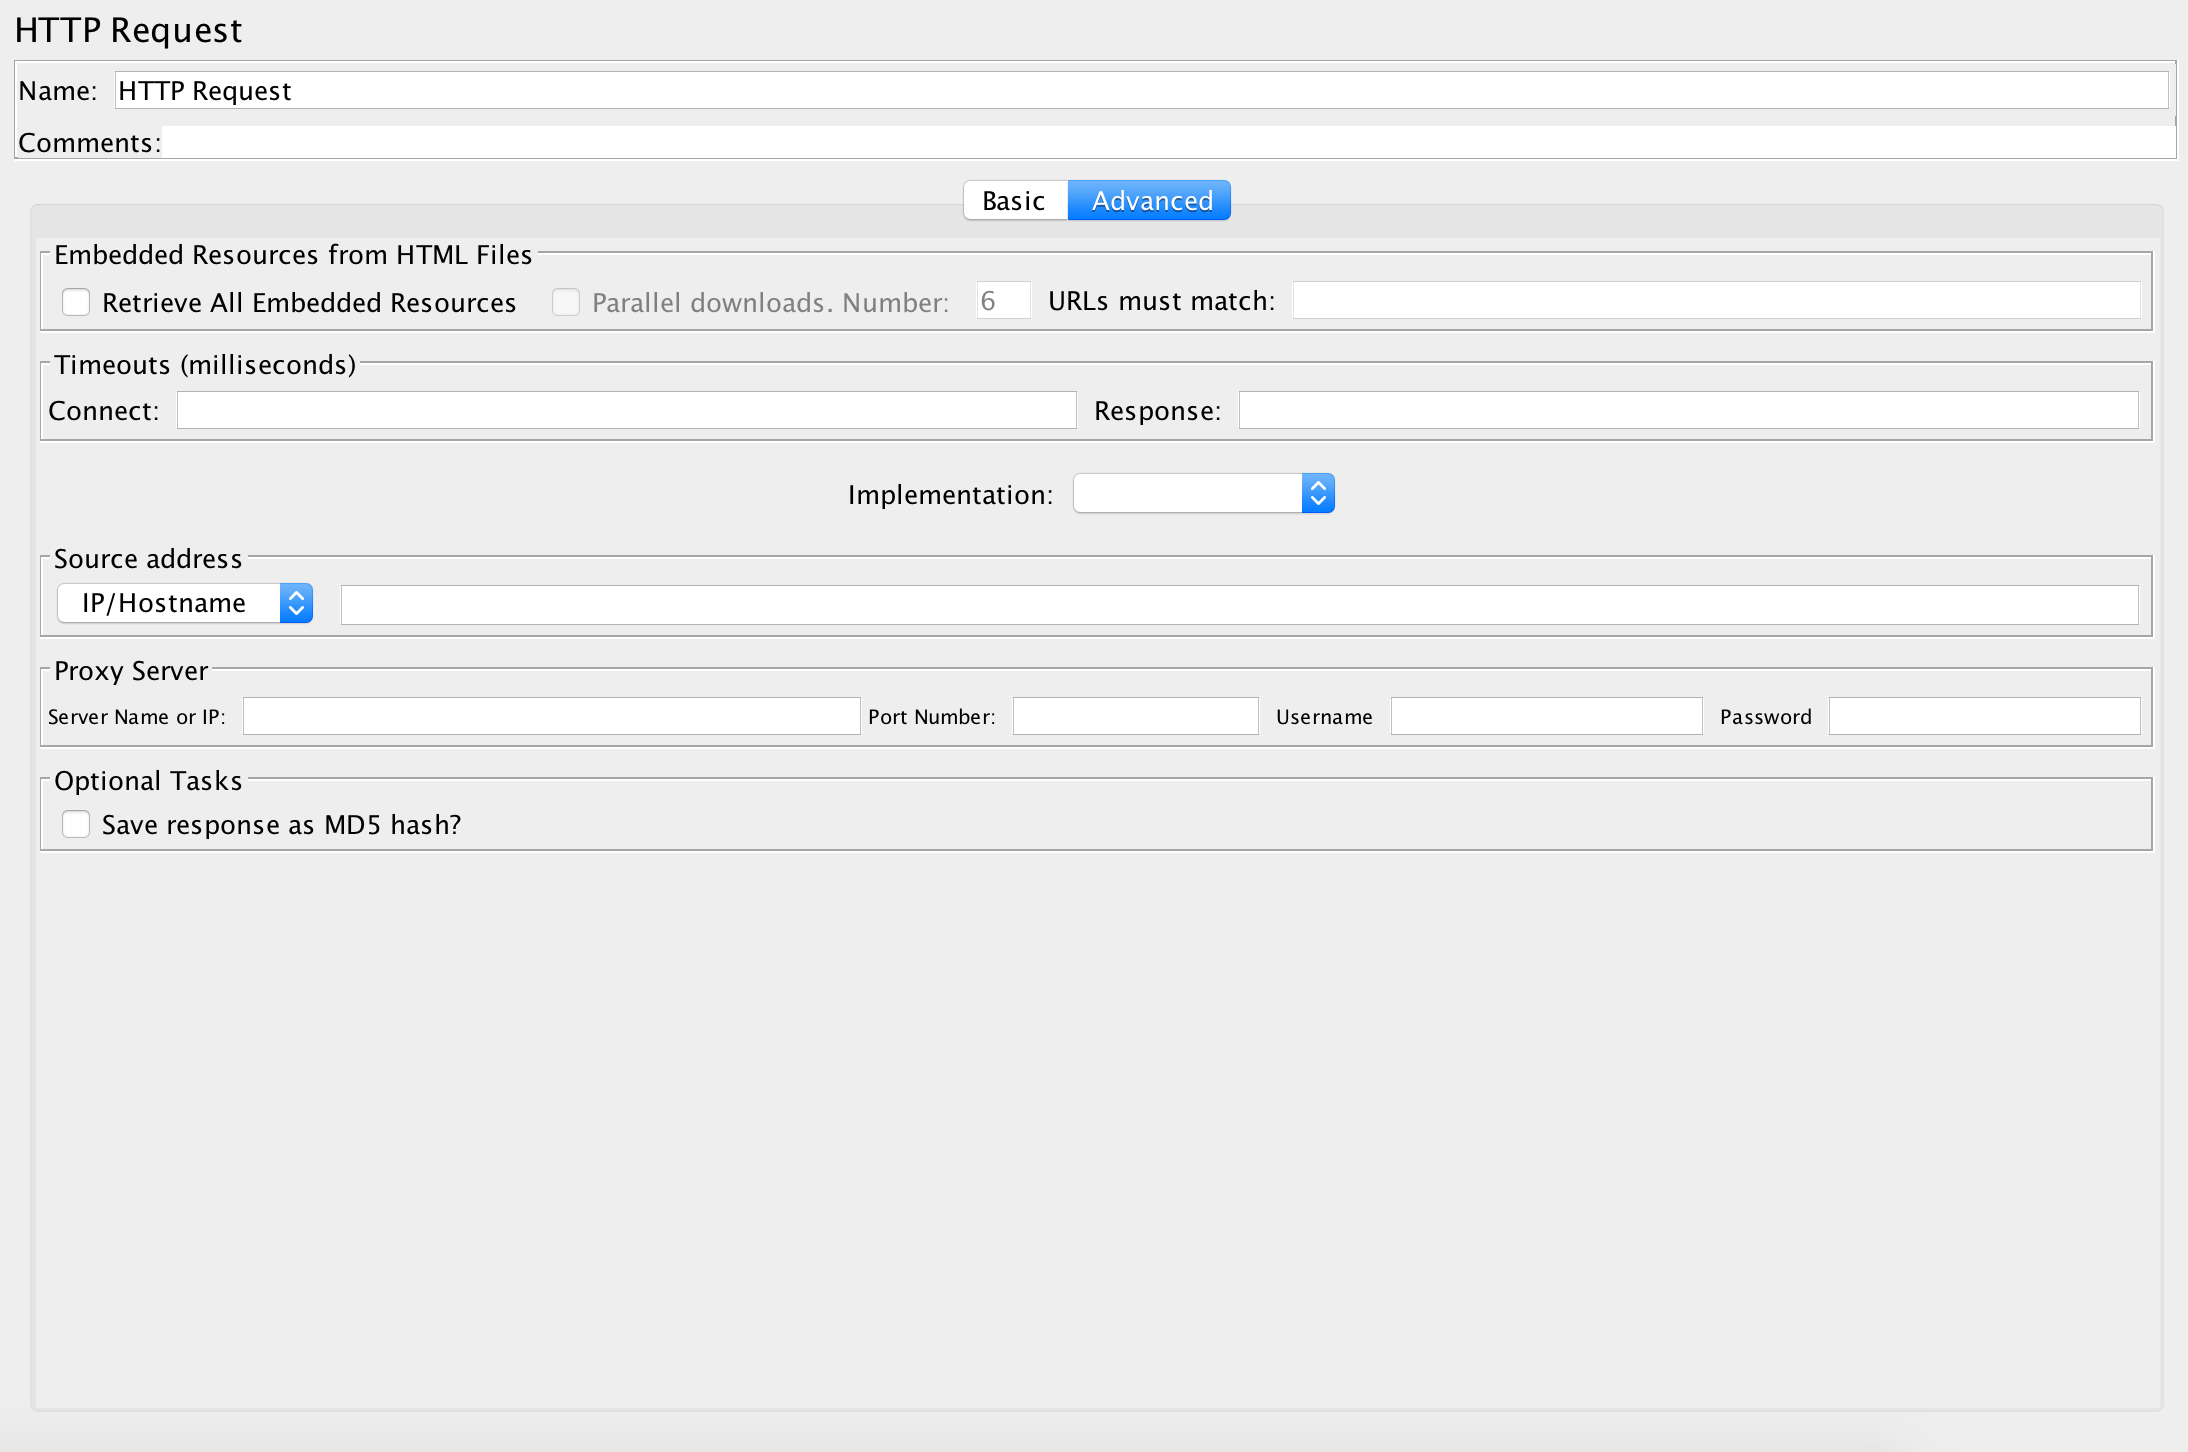 HTTP Request
Name: HTTP Request
Comments:
Basic Advanced
Embedded Resources from HTML Files
Retrieve All Embedded Resources Parallel downloads. Number: 6 URLs must match:
Timeouts (milliseconds)
Connect: Response:
Implementation:
Source address
IP/Hostname
Proxy Server
Server Name or IP: Port Number: Username Password
Optional Tasks
Save response as MD5 hash?